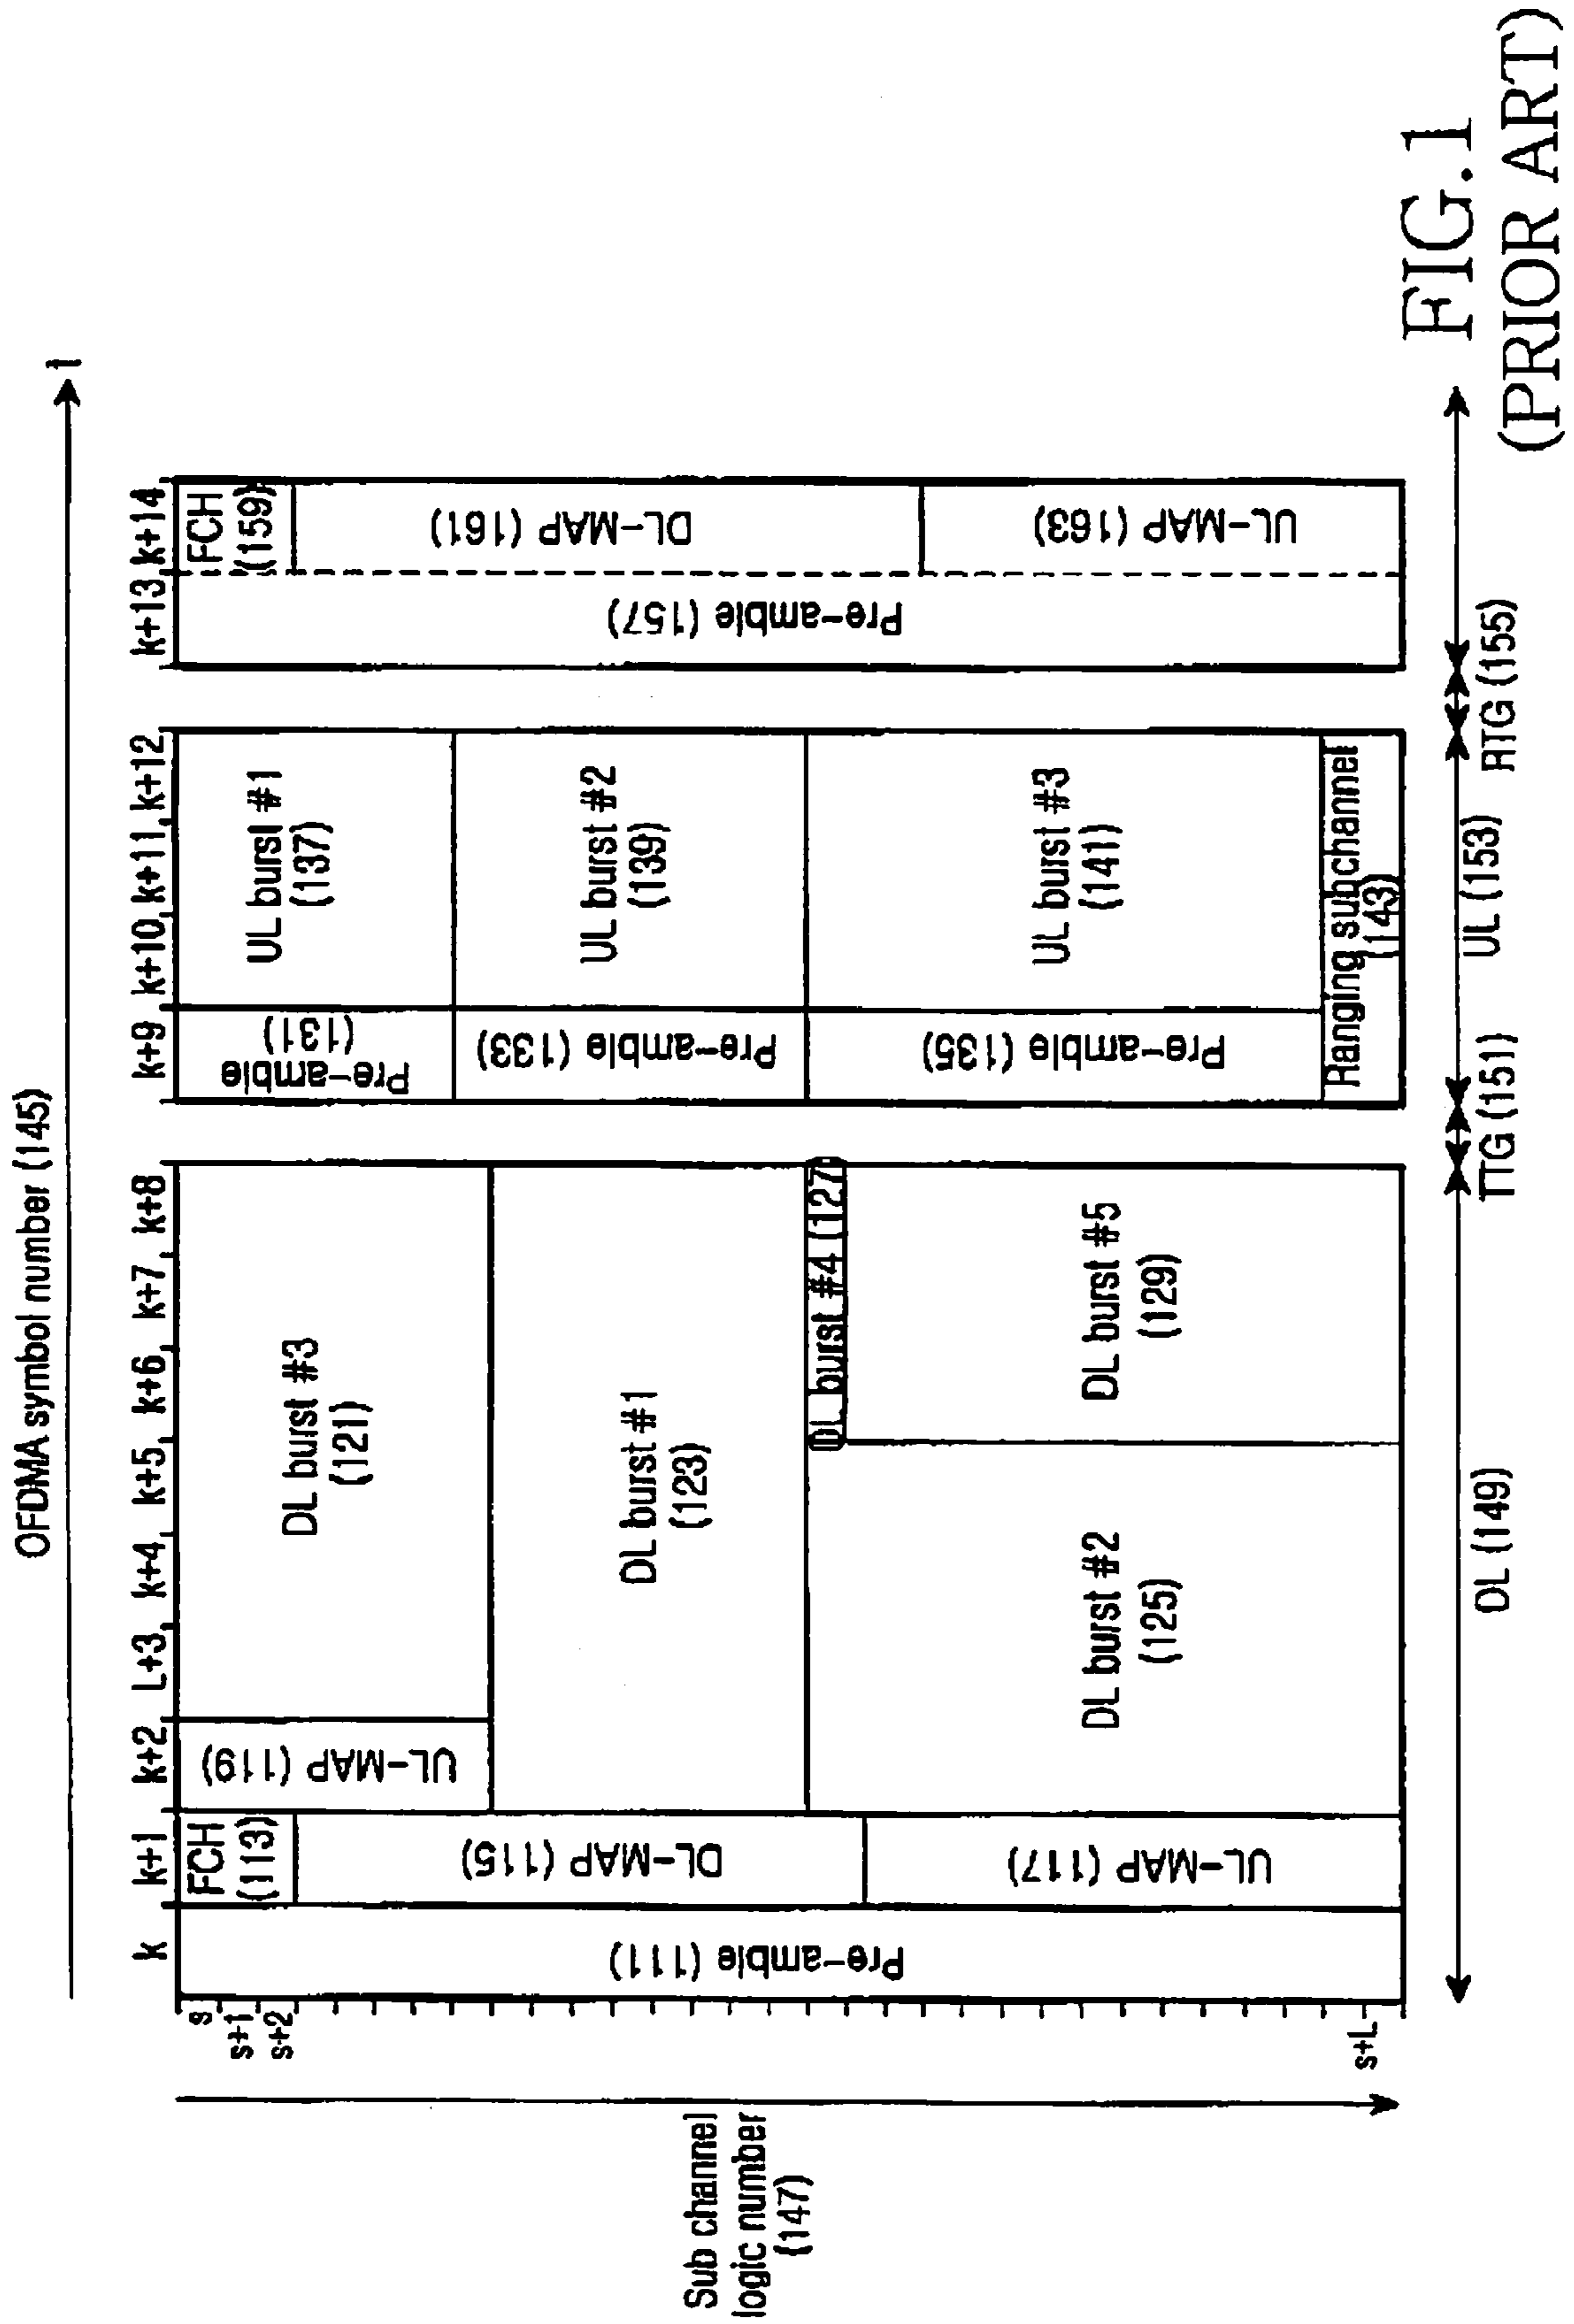 OFDMA symbol number (145)
t
k
k+1
k+2
L+3
k+4
k+5
k+6
k+7
k+8
k+9
k+10
k+11
k+12
k+13
k+14
s
s+1
s+2
s+L
Sub channel
logic number
(147)
Pre-amble (111)
FCH
(113)
DL-MAP (115)
UL-MAP (117)
UL-MAP (119)
DL burst #3
(121)
DL burst #1
(123)
DL burst #2
(125)
DL burst #4 (127)
DL burst #5
(129)
Pre-amble
(131)
Pre-amble (133)
Pre-amble (135)
UL burst #1
(137)
UL burst #2
(139)
UL burst #3
(141)
Ranging subchannel
(143)
Pre-amble (157)
FCH
(159)
DL-MAP (161)
UL-MAP (163)
DL (149)
TTG (151)
UL (153)
RTG (155)
FIG.1
(PRIOR ART)